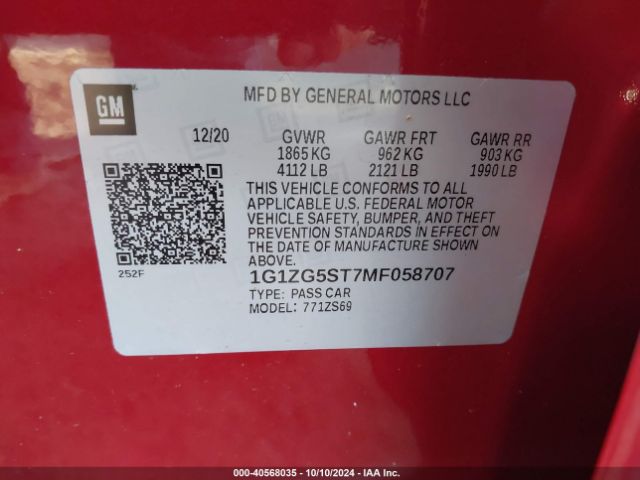 GM
MFD BY GENERAL MOTORS LLC
12/20 GVWR GAWR FRT GAWR RR
1865 KG 962 KG 903 KG
4112 LB 2121 LB 1990 LB
THIS VEHICLE CONFORMS TO ALL
APPLICABLE U.S. FEDERAL MOTOR
VEHICLE SAFETY, BUMPER, AND THEFT
PREVENTION STANDARDS IN EFFECT ON
THE DATE OF MANUFACTURE SHOWN
ABOVE.
252F
1G1ZG5ST7MF058707
TYPE: PASS CAR
MODEL: 771ZS69
000-40568035 - 10/10/2024 - IAA Inc.